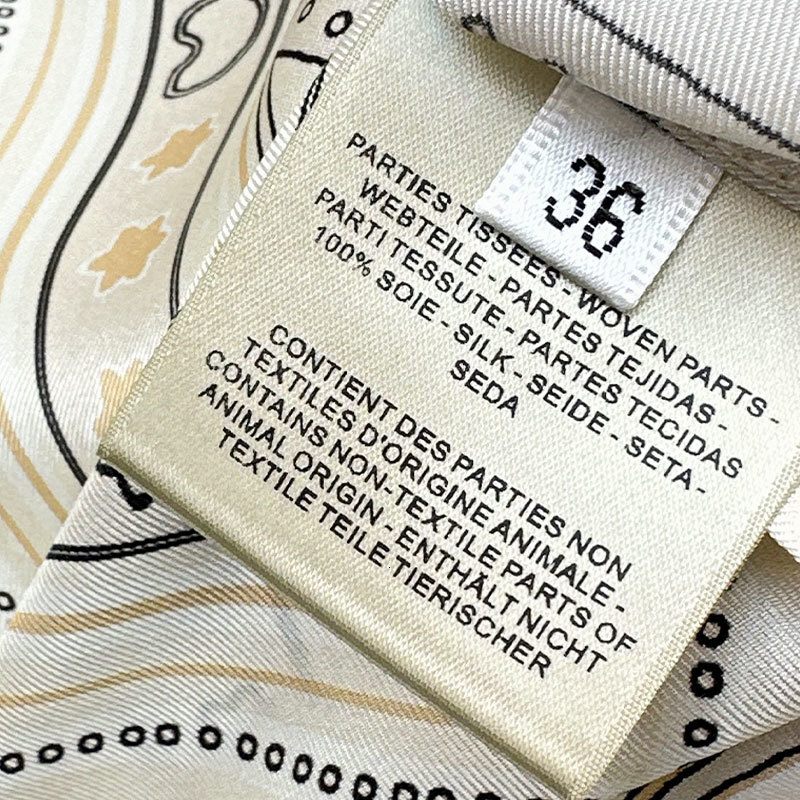 36
PARTIES TISSÉES - WOVEN PARTS -
WEBTEILE - PARTES TEJIDAS -
PARTI TESSUTE - PARTES TECIDAS
100% SOIE - SILK - SEIDE - SETA -
SEDA
CONTIENT DES PARTIES NON
TEXTILES D'ORIGINE ANIMALE -
CONTAINS NON-TEXTILE PARTS OF
ANIMAL ORIGIN - ENTHÄLT NICHT
TEXTILE TEILE TIERISCHER